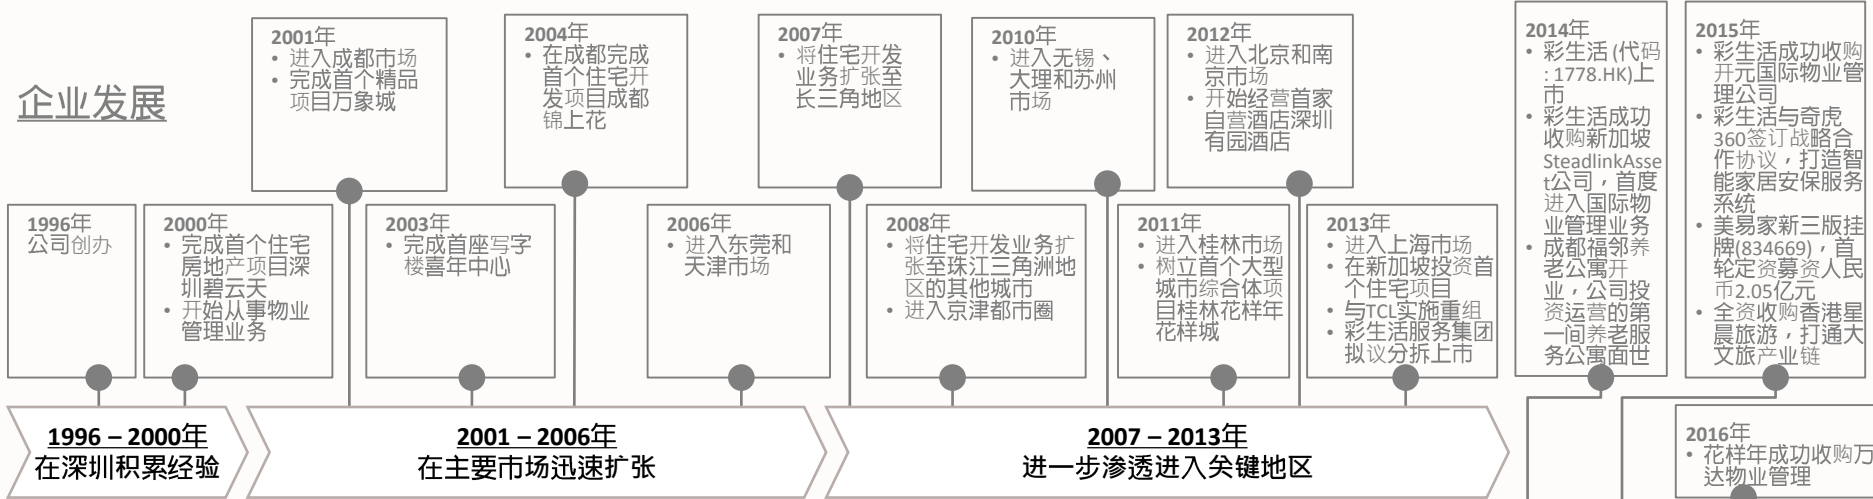 企业发展
1996年
公司创办
2000年
• 完成首个住宅
房地产项目深
圳碧云天
• 开始从事物业
管理业务
2001年
• 进入成都市场
• 完成首个精品
项目万象城
2003年
• 完成首座写字
楼喜年中心
2004年
• 在成都完成
首个住宅开
发项目成都
锦上花
2006年
• 进入东莞和
天津市场
2007年
• 将住宅开发
业务扩张至
长三角地区
2008年
• 将住宅开发业务扩
张至珠江三角洲地
区的其他城市
• 进入京津都市圈
2010年
• 进入无锡、
大理和苏州
市场
2011年
• 进入桂林市场
• 树立首个大型
城市综合体项
目桂林花样年
花样城
2012年
• 进入北京和南
京市场
• 开始经营首家
自营酒店深圳
有园酒店
2013年
• 进入上海市场
• 在新加坡投资首
个住宅项目
• 与TCL实施重组
• 彩生活服务集团
拟议分拆上市
2014年
• 彩生活 (代码
: 1778.HK)上
市
• 彩生活成功
收购新加坡
SteadlinkAsse
t公司，首度
进入国际物
业管理业务
• 成都福邻养
老公寓开
业，公司投
资运营的第
一间养老服
务公寓面世
2015年
• 彩生活成功收购
开元国际物业管
理公司
• 彩生活与奇虎
360签订战略合
作协议，打造智
能家居安保服务
系统
• 美易家新三版挂
牌(834669)，首
轮定资募资人民
币2.05亿元
• 全资收购香港星
晨旅游，打通大
文旅产业链
2016年
• 花样年成功收购万
达物业管理
1996 – 2000年
在深圳积累经验
2001 – 2006年
在主要市场迅速扩张
2007 – 2013年
进一步渗透进入关键地区